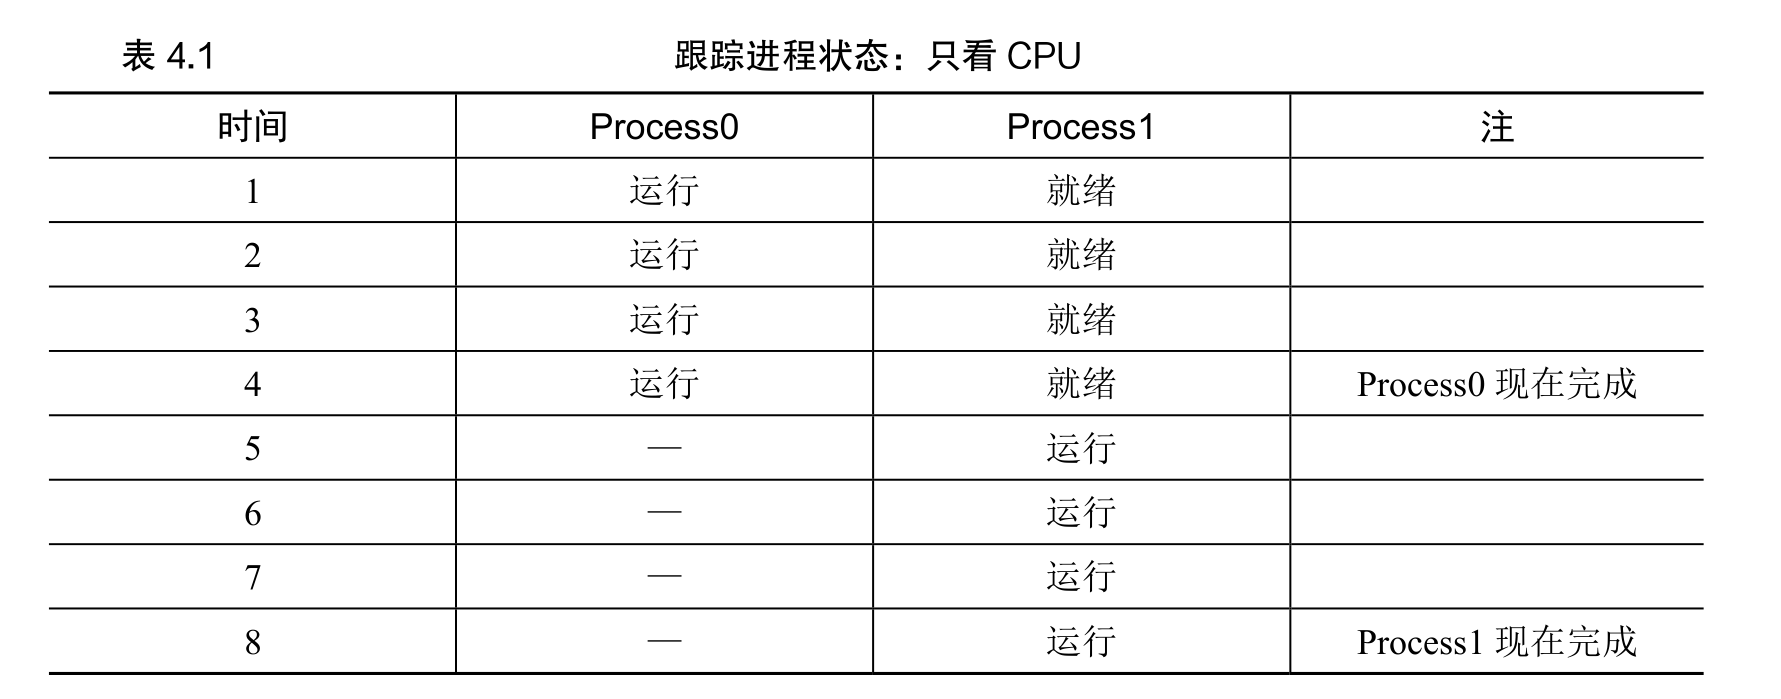 表 4.1 跟踪进程状态：只看 CPU
时间 Process0 Process1 注
1 运行 就绪
2 运行 就绪
3 运行 就绪
4 运行 就绪 Process0 现在完成
5 — 运行
6 — 运行
7 — 运行
8 — 运行 Process1 现在完成